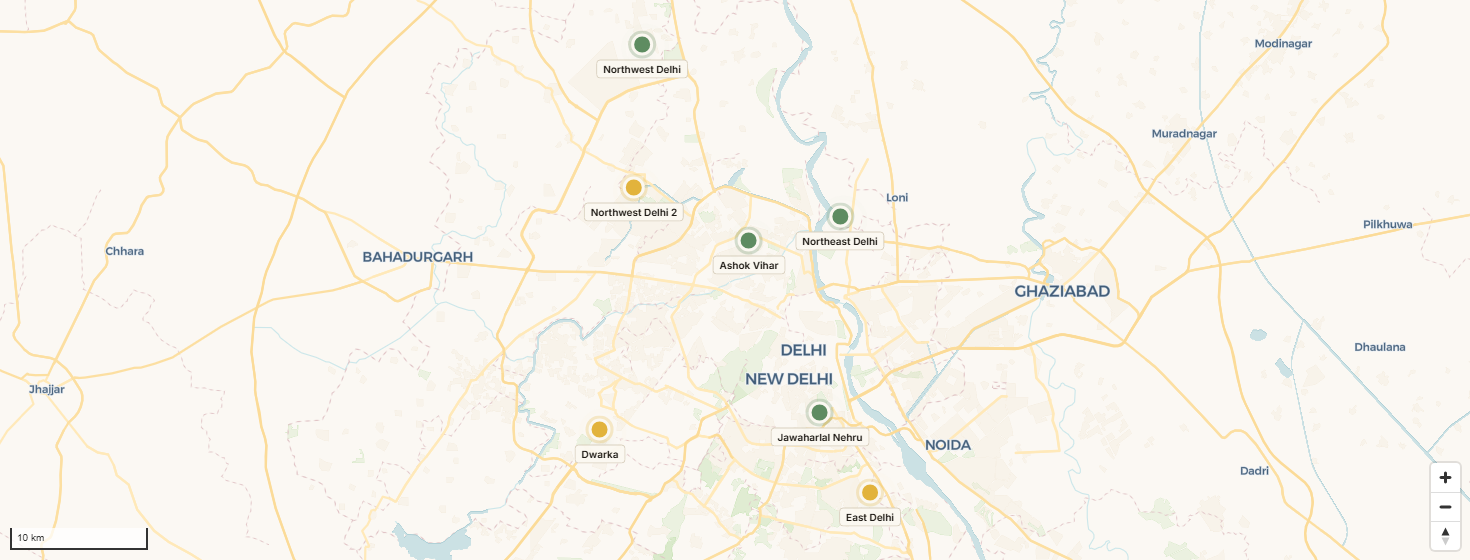 Modinagar
Northwest Delhi
Muradnagar
Loni
Northwest Delhi 2
Pilkhuwa
Northeast Delhi
Chhara
BAHADURGARH
Ashok Vihar
GHAZIABAD
DELHI
Dhaulana
NEW DELHI
Jhajjar
Jawaharlal Nehru
NOIDA
Dwarka
Dadri
East Delhi
10 km